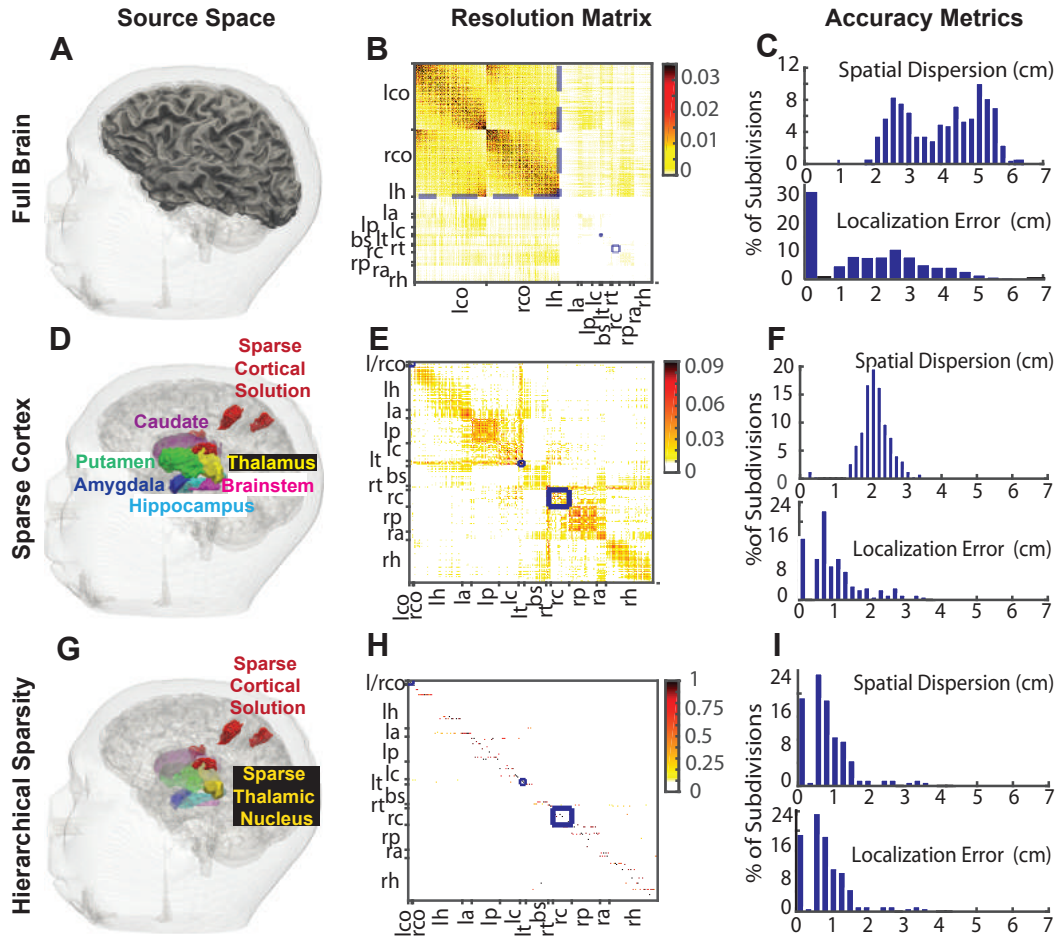 Source Space
Resolution Matrix
Accuracy Metrics
Full Brain
A
B
lco
rco
lh
la
lp lc
bs lt
rc rt
rp ra
rh
lco
rco
lh
la
lp
lc
bs
lt
rc
rt
rp
ra
rh
0.03
0.02
0.01
0
C
Spatial Dispersion (cm)
12
8
4
0
0 1 2 3 4 5 6 7
% of Subdivisions
Localization Error (cm)
30
20
10
0
0 1 2 3 4 5 6 7
Sparse Cortex
D
Sparse
Cortical
Solution
Caudate
Putamen
Thalamus
Amygdala
Brainstem
Hippocampus
E
l/rco
lh
la
lp
lc
lt
bs
rt
rc
rp
ra
rh
lco
rco
lh
la
lp
lc
lt
bs
rt
rc
rp
ra
rh
0.09
0.06
0.03
0
F
Spatial Dispersion (cm)
20
15
10
5
0
0 1 2 3 4 5 6 7
%of Subdivisions
Localization Error (cm)
24
16
8
0
0 1 2 3 4 5 6 7
Hierarchical Sparsity
G
Sparse
Cortical
Solution
Sparse
Thalamic
Nucleus
H
l/rco
lh
la
lp
lc
lt
bs
rt
rc
rp
ra
rh
lco
rco
lh
la
lp
lc
lt
bs
rt
rc
rp
ra
rh
1
0.75
0.5
0.25
0
I
Spatial Dispersion (cm)
24
16
8
0
0 1 2 3 4 5 6 7
% of Subdivisions
Localization Error (cm)
24
16
8
0
0 1 2 3 4 5 6 7